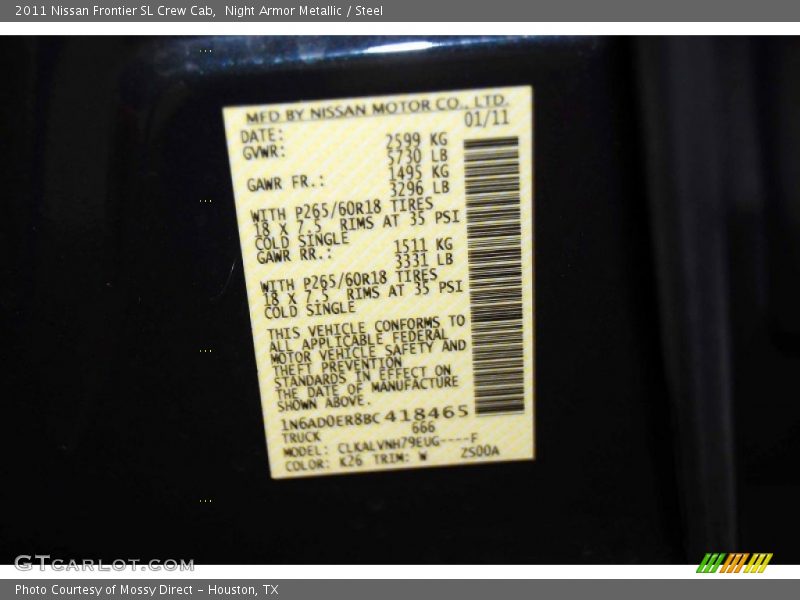 2011 Nissan Frontier SL Crew Cab,  Night Armor Metallic / Steel
MFD BY NISSAN MOTOR CO., LTD.
DATE: 01/11
GVWR: 2599 KG
5730 LB
GAWR FR.: 1495 KG
3296 LB
WITH P265/60R18 TIRES
18 X 7.5 RIMS AT 35 PSI
COLD SINGLE
GAWR RR.: 1511 KG
3331 LB
WITH P265/60R18 TIRES
18 X 7.5 RIMS AT 35 PSI
COLD SINGLE
THIS VEHICLE CONFORMS TO
ALL APPLICABLE FEDERAL
MOTOR VEHICLE SAFETY AND
THEFT PREVENTION
STANDARDS IN EFFECT ON
THE DATE OF MANUFACTURE
SHOWN ABOVE.
1N6AD0ER8BC418465
TRUCK 666
MODEL: CLKALVNH79EUG----F
COLOR: K26 TRIM: W ZS00A
GTCARLOT.COM
Photo Courtesy of Mossy Direct - Houston, TX